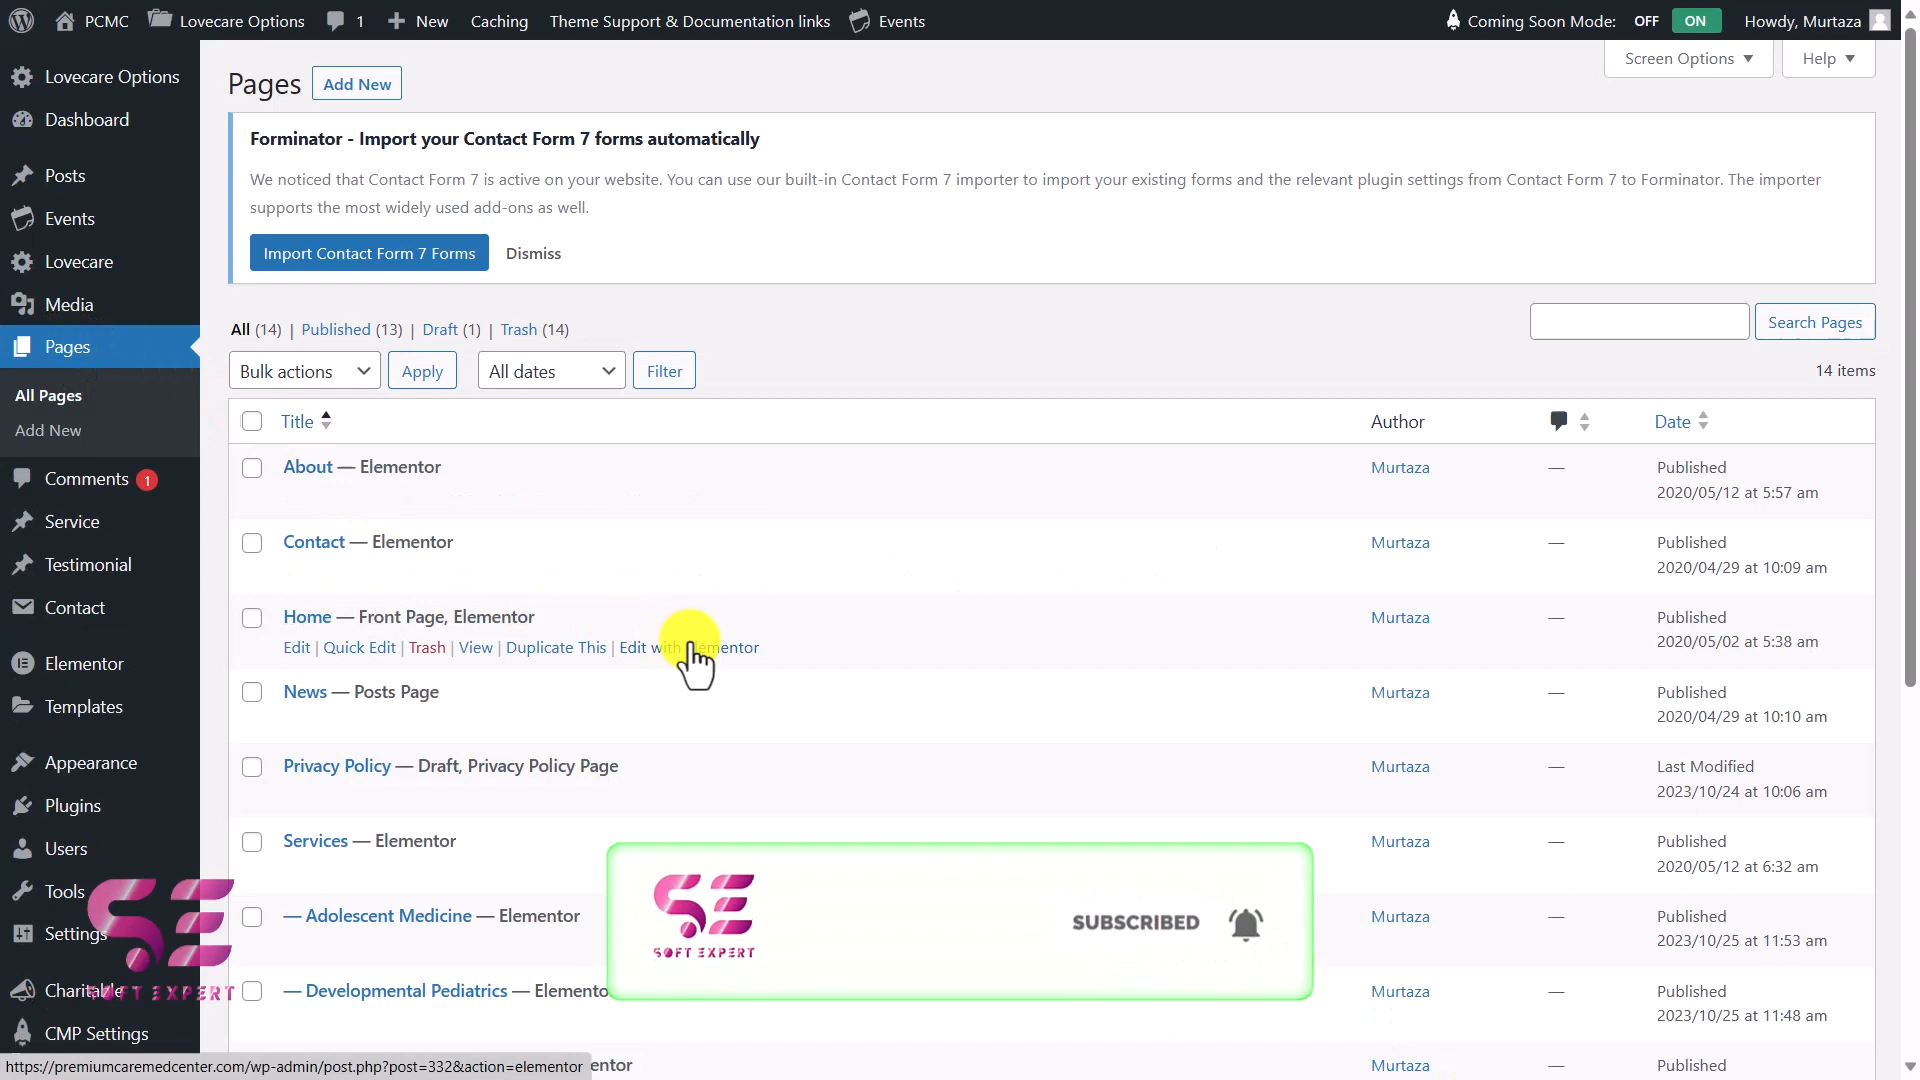 PCMC Lovecare Options 1 New Caching Theme Support & Documentation links Events Coming Soon Mode: OFF ON Howdy, Murtaza
Screen Options Help
Lovecare Options
Dashboard
Posts
Events
Lovecare
Media
Pages
All Pages
Add New
Comments 1
Service
Testimonial
Contact
Elementor
Templates
Appearance
Plugins
Users
Tools
Settings
Charitable
CMP Settings
SOFT EXPERT
Pages Add New
Forminator - Import your Contact Form 7 forms automatically
We noticed that Contact Form 7 is active on your website. You can use our built-in Contact Form 7 importer to import your existing forms and the relevant plugin settings from Contact Form 7 to Forminator. The importer
supports the most widely used add-ons as well.
Import Contact Form 7 Forms Dismiss
All (14) | Published (13) | Draft (1) | Trash (14) Search Pages
Bulk actions Apply All dates Filter 14 items
Title Author Date
About — Elementor Murtaza — Published
2020/05/12 at 5:57 am
Contact — Elementor Murtaza — Published
2020/04/29 at 10:09 am
Home — Front Page, Elementor Murtaza — Published
Edit | Quick Edit | Trash | View | Duplicate This | Edit with Elementor 2020/05/02 at 5:38 am
News — Posts Page Murtaza — Published
2020/04/29 at 10:10 am
Privacy Policy — Draft, Privacy Policy Page Murtaza — Last Modified
2023/10/24 at 10:06 am
Services — Elementor Murtaza — Published
2020/05/12 at 6:32 am
— Adolescent Medicine — Elementor Murtaza — Published
2023/10/25 at 11:53 am
— Developmental Pediatrics — Elemento Murtaza — Published
2023/10/25 at 11:48 am
entor Murtaza — Published
SE
SOFT EXPERT
SUBSCRIBED
https://premiumcaremedcenter.com/wp-admin/post.php?post=332&action=elementor